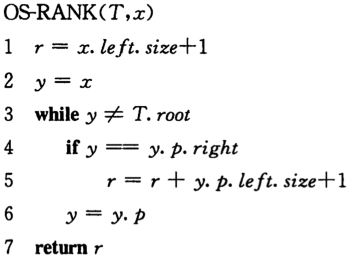 OS-RANK(T,x)
1 r = x. left. size+1
2 y = x
3 while y ≠ T. root
4 if y == y. p. right
5 r = r + y. p. left. size+1
6 y = y. p
7 return r